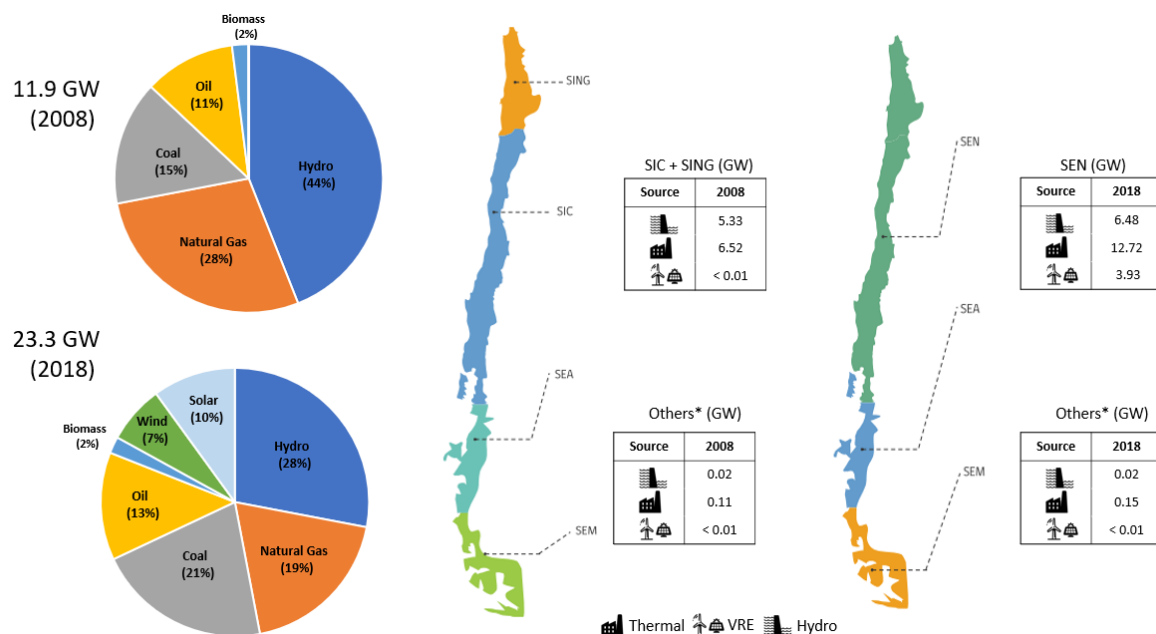 11.9 GW
(2008)
Biomass
(2%)
Oil
(11%)
Coal
(15%)
Hydro
(44%)
Natural Gas
(28%)
23.3 GW
(2018)
Solar
(10%)
Wind
(7%)
Biomass
(2%)
Hydro
(28%)
Oil
(13%)
Coal
(21%)
Natural Gas
(19%)
SING
SIC
SEA
SEM
SIC + SING (GW)
Source 2008
5.33
6.52
< 0.01
Others* (GW)
Source 2008
0.02
0.11
< 0.01
SEN
SEA
SEM
SEN (GW)
Source 2018
6.48
12.72
3.93
Others* (GW)
Source 2018
0.02
0.15
< 0.01
Thermal VRE Hydro